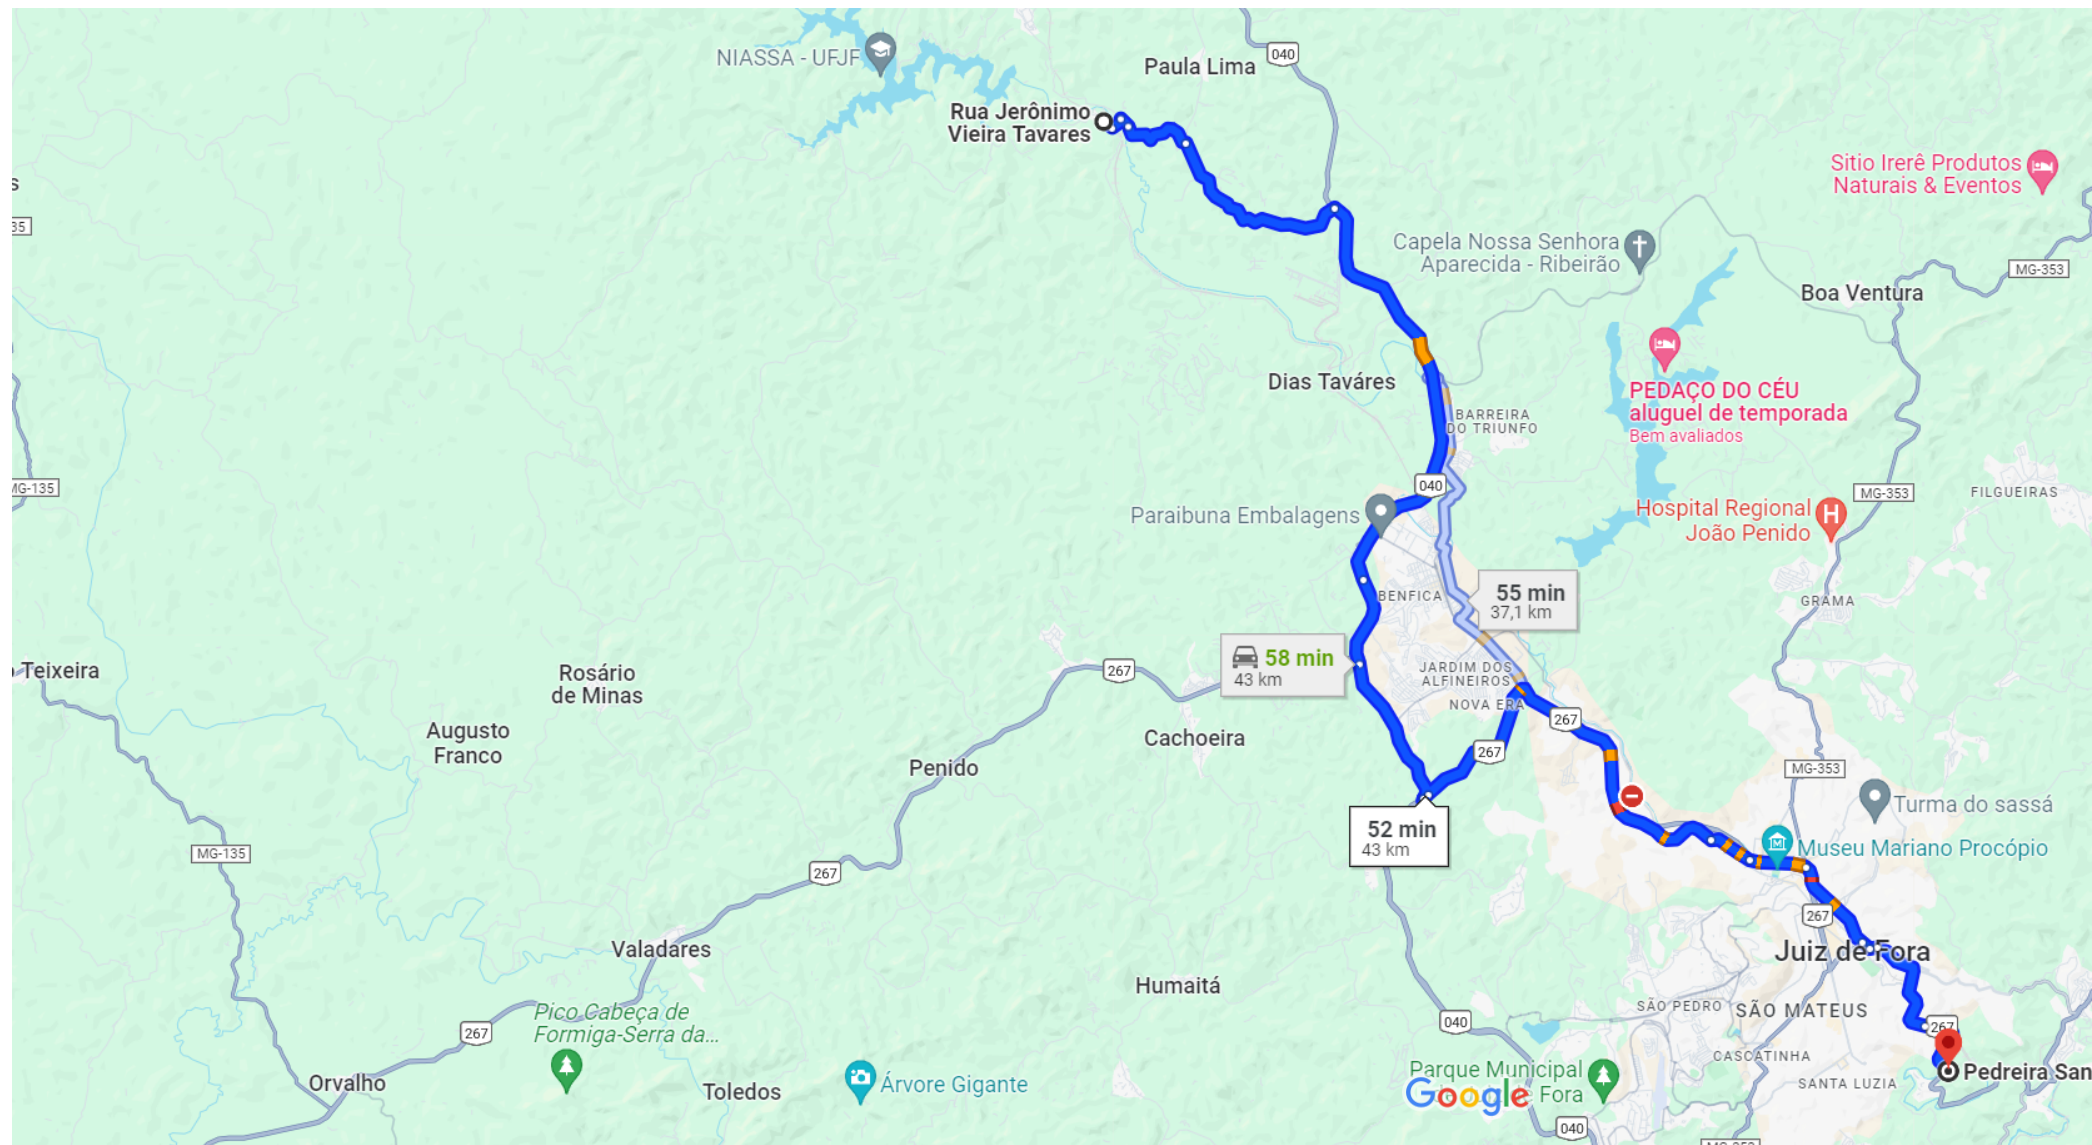 NIASSA - UFJF
Paula Lima
040
Rua Jerônimo
Vieira Tavares
Sitio Irerê Produtos
Naturais & Eventos
Capela Nossa Senhora
Aparecida - Ribeirão
MG-353
Boa Ventura
Dias Taváres
BARREIRA
DO TRIUNFO
PEDAÇO DO CÉU
aluguel de temporada
Bem avaliados
040
MG-353
FILGUEIRAS
Paraibuna Embalagens
Hospital Regional
João Penido
H
BENFICA
55 min
37,1 km
GRAMA
58 min
43 km
Teixeira
267
Rosário
de Minas
JARDIM DOS
ALFINEIROS
NOVA ERA
267
Augusto
Franco
Cachoeira
267
Penido
MG-353
Turma do sassá
52 min
43 km
Museu Mariano Procópio
MG-135
267
267
Valadares
Juiz de Fora
Humaitá
SÃO PEDRO
SÃO MATEUS
Pico Cabeça de
Formiga-Serra da...
267
040
267
CASCATINHA
Parque Municipal
Fora
Pedreira San
Orvalho
Toledos
Árvore Gigante
SANTA LUZIA
Google
040